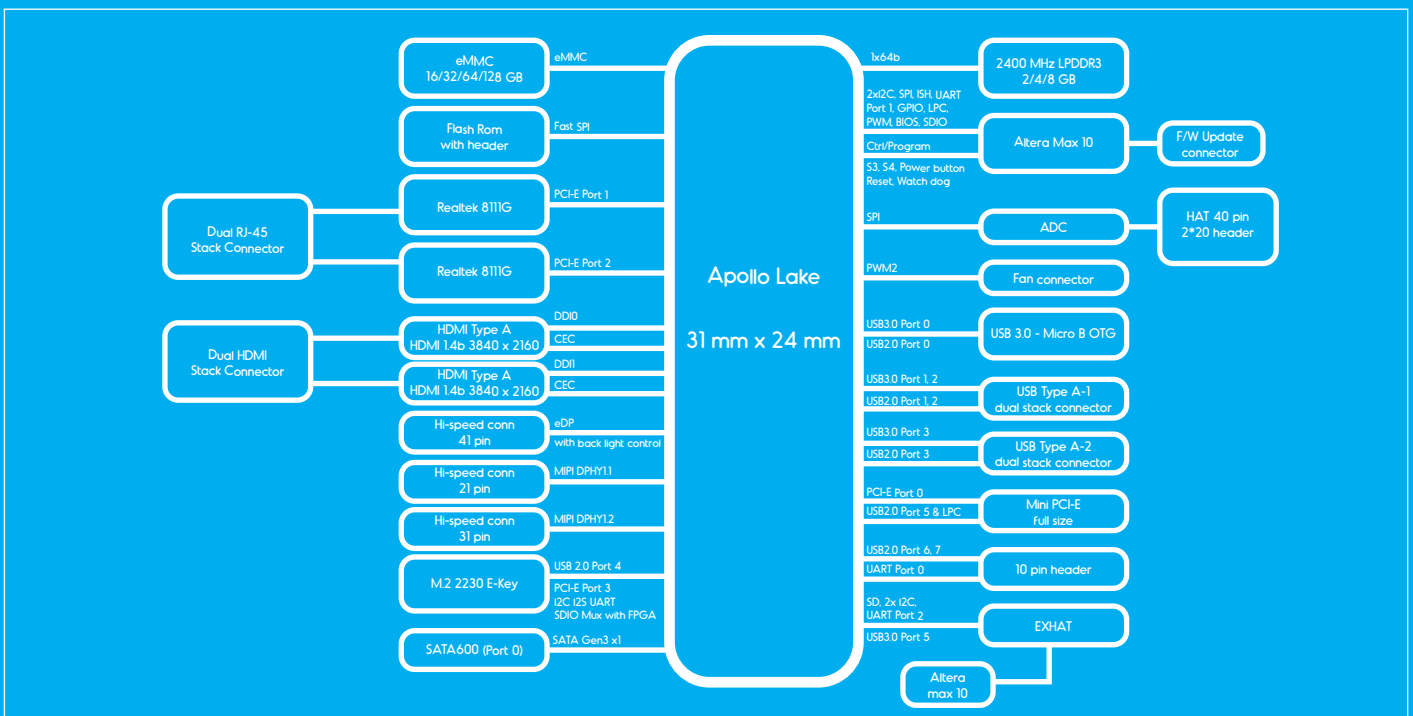 eMMC
16/32/64/128 GB
eMMC
Flash Rom
with header
Fast SPI
Dual RJ-45
Stack Connector
Realtek 8111G
PCI-E Port 1
Realtek 8111G
PCI-E Port 2
Dual HDMI
Stack Connector
HDMI Type A
HDMI 1.4b 3840 x 2160
DDI0
CEC
HDMI Type A
HDMI 1.4b 3840 x 2160
DDI1
CEC
Hi-speed conn
41 pin
eDP
with back light control
Hi-speed conn
21 pin
MIPI DPHY1.1
Hi-speed conn
31 pin
MIPI DPHY1.2
M.2 2230 E-Key
USB 2.0 Port 4
PCI-E Port 3
I2C I2S UART
SDIO Mux with FPGA
SATA600 (Port 0)
SATA Gen3 x1
Apollo Lake
31 mm x 24 mm
1x64b
2400 MHz LPDDR3
2/4/8 GB
2xI2C, SPI, ISH, UART
Port 1, GPIO, LPC,
PWM, BIOS, SDIO
Ctrl/Program
S3, S4, Power button
Reset, Watch dog
Altera Max 10
F/W Update
connector
SPI
ADC
HAT 40 pin
2*20 header
PWM2
Fan connector
USB3.0 Port 0
USB2.0 Port 0
USB 3.0 - Micro B OTG
USB3.0 Port 1, 2
USB2.0 Port 1, 2
USB Type A-1
dual stack connector
USB3.0 Port 3
USB2.0 Port 3
USB Type A-2
dual stack connector
PCI-E Port 0
USB2.0 Port 5 & LPC
Mini PCI-E
full size
USB2.0 Port 6, 7
UART Port 0
10 pin header
SD, 2x I2C,
UART Port 2
USB3.0 Port 5
EXHAT
Altera
max 10